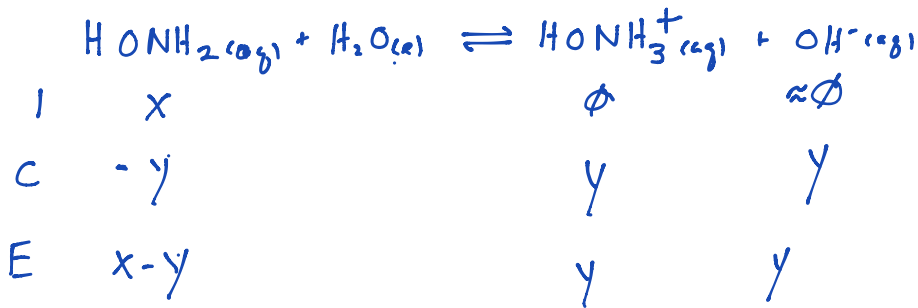 HONH₂(aq) + H₂O(l) ⇌ HONH₃⁺(aq) + OH⁻(aq)
I x ∅ ≈∅
C -y y y
E x-y y y